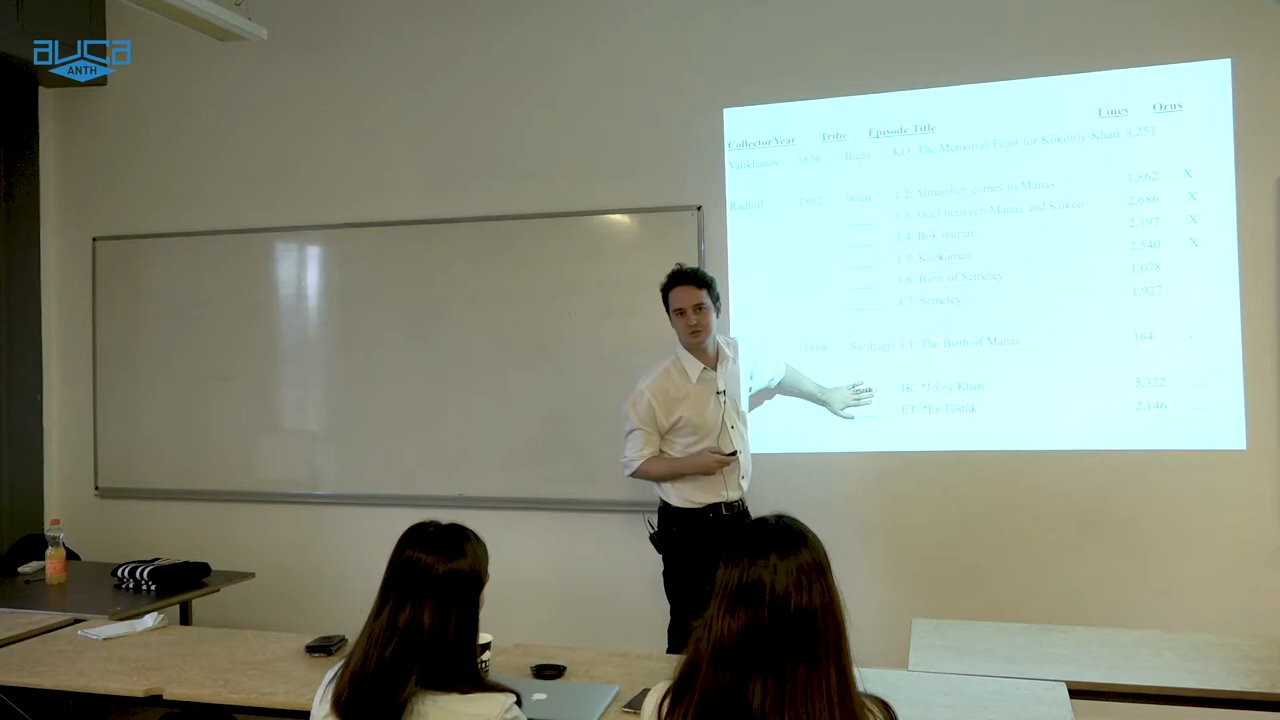 auca
ANTH
Collector Year Tribe Episode Title Lines Orus
Valikhanov 1856 Bugu KO: The Memorial Feast for Kökötöy-Khan 3,251
Radloff 1862 Bugu I.2: Almambet comes to Manas 1,862 X
I.3: Duel between Manas and Kökčö 2,686 X
I.4: Bok-murun 2,197 X
I.5: Közkaman 2,540 X
I.6: Birth of Semetey 1,078
I.7: Semetey 1,927
1869 Sarıbagış I.1: The Birth of Manas 164 -
JK: *Joloy Khan 5,322 ...
ET: *Er-Töštük 2,146 ...